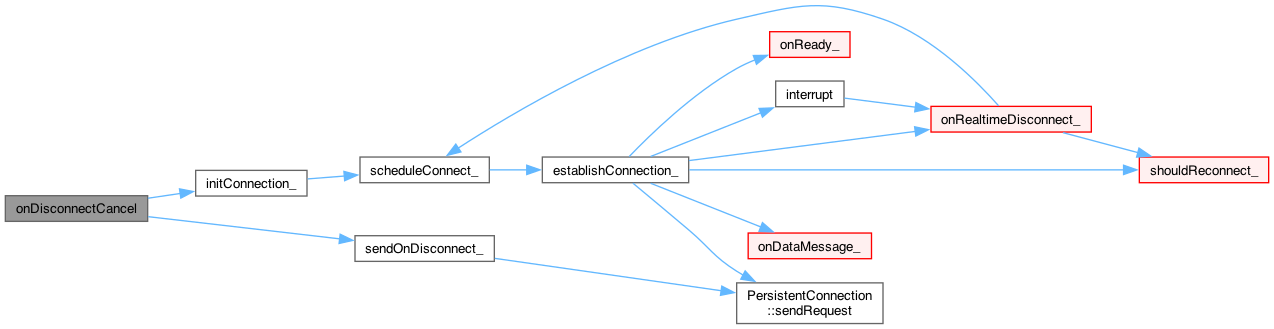 onReady_
interrupt
onRealtimeDisconnect_
scheduleConnect_
establishConnection_
shouldReconnect_
initConnection_
onDisconnectCancel
sendOnDisconnect_
onDataMessage_
PersistentConnection
::sendRequest